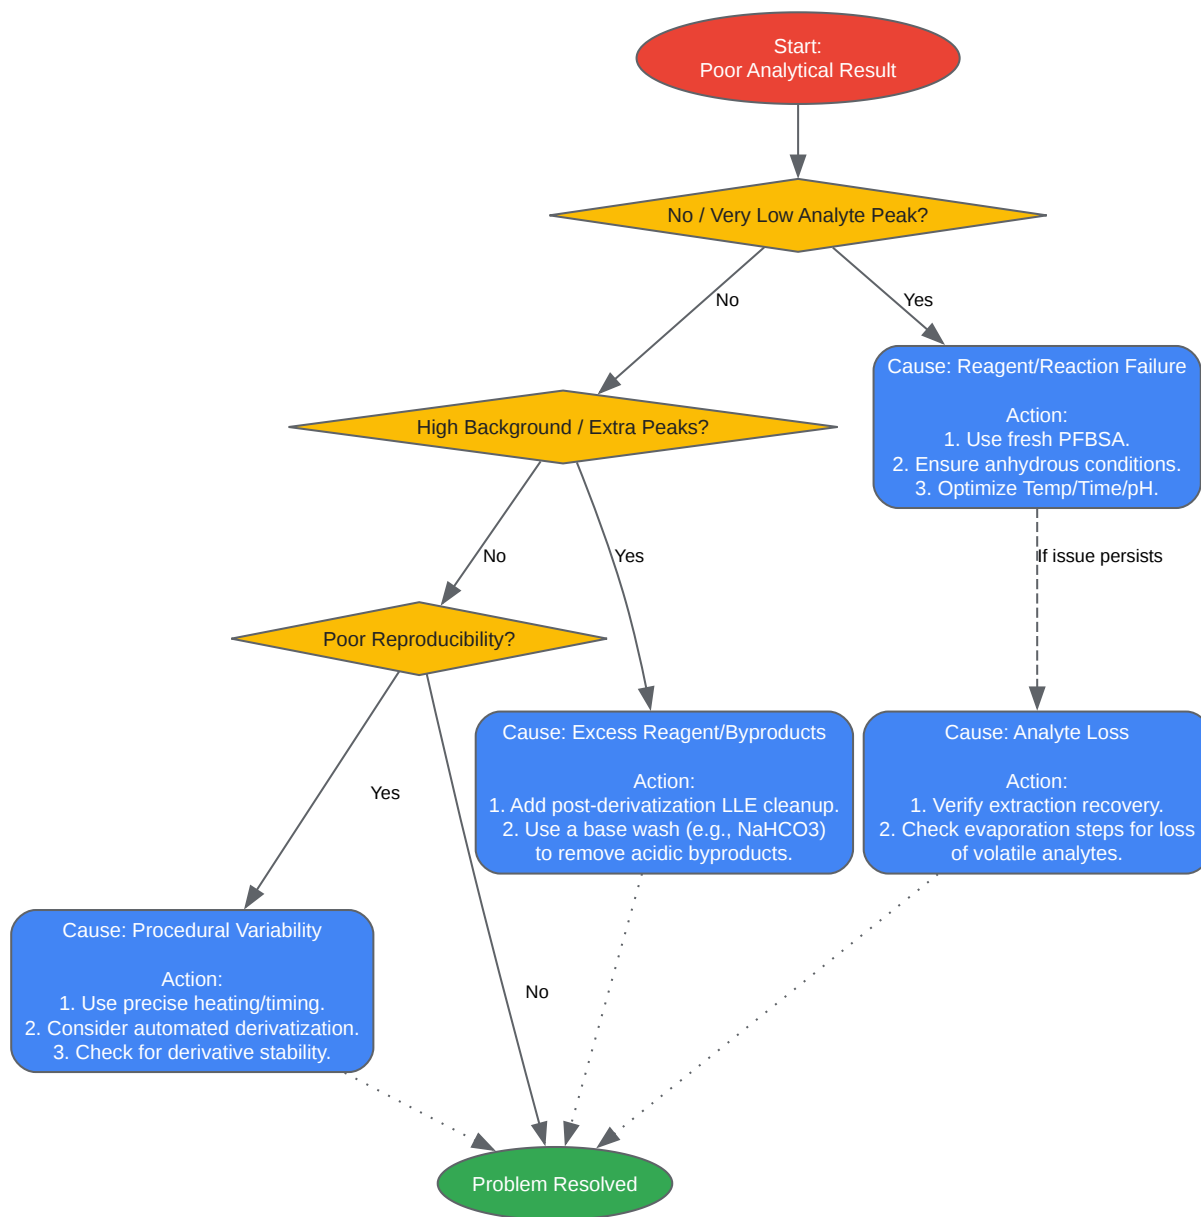 Start:
Poor Analytical Result
No / Very Low Analyte Peak?
No
Yes
Cause: Reagent/Reaction Failure
Action:
1. Use fresh PFBSA.
2. Ensure anhydrous conditions.
3. Optimize Temp/Time/pH.
High Background / Extra Peaks?
No
Yes
If issue persists
Poor Reproducibility?
Cause: Excess Reagent/Byproducts
Action:
1. Add post-derivatization LLE cleanup.
2. Use a base wash (e.g., NaHCO3)
to remove acidic byproducts.
Cause: Analyte Loss
Action:
1. Verify extraction recovery.
2. Check evaporation steps for loss
of volatile analytes.
Yes
No
Cause: Procedural Variability
Action:
1. Use precise heating/timing.
2. Consider automated derivatization.
3. Check for derivative stability.
Problem Resolved